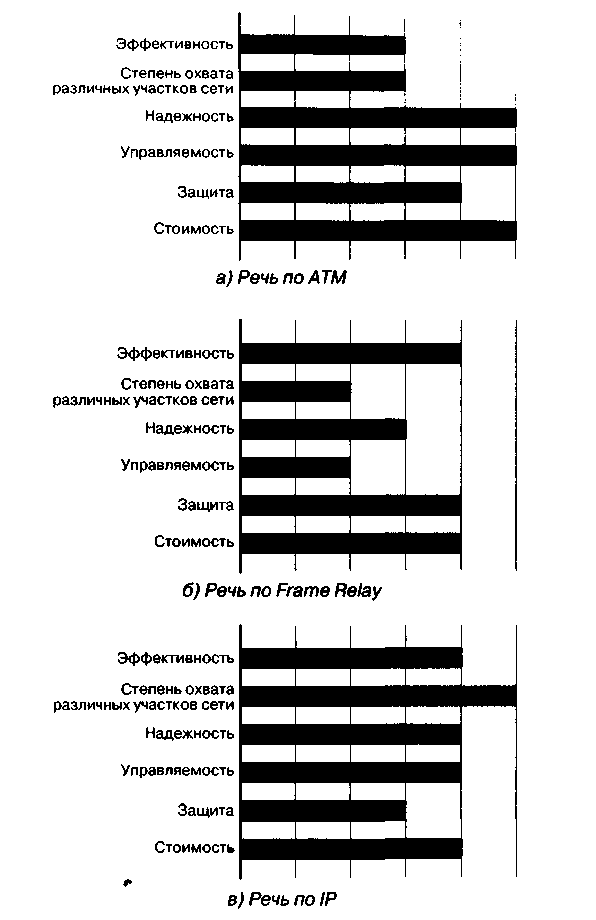 Эффективность
Степень охвата
различных участков сети
Надежность
Управляемость
Защита
Стоимость
а) Речь по ATM
Эффективность
Степень охвата
различных участков сети
Надежность
Управляемость
Защита
Стоимость
б) Речь по Frame Relay
Эффективность
Степень охвата
различных участков сети
Надежность
Управляемость
Защита
Стоимость
в) Речь по IP